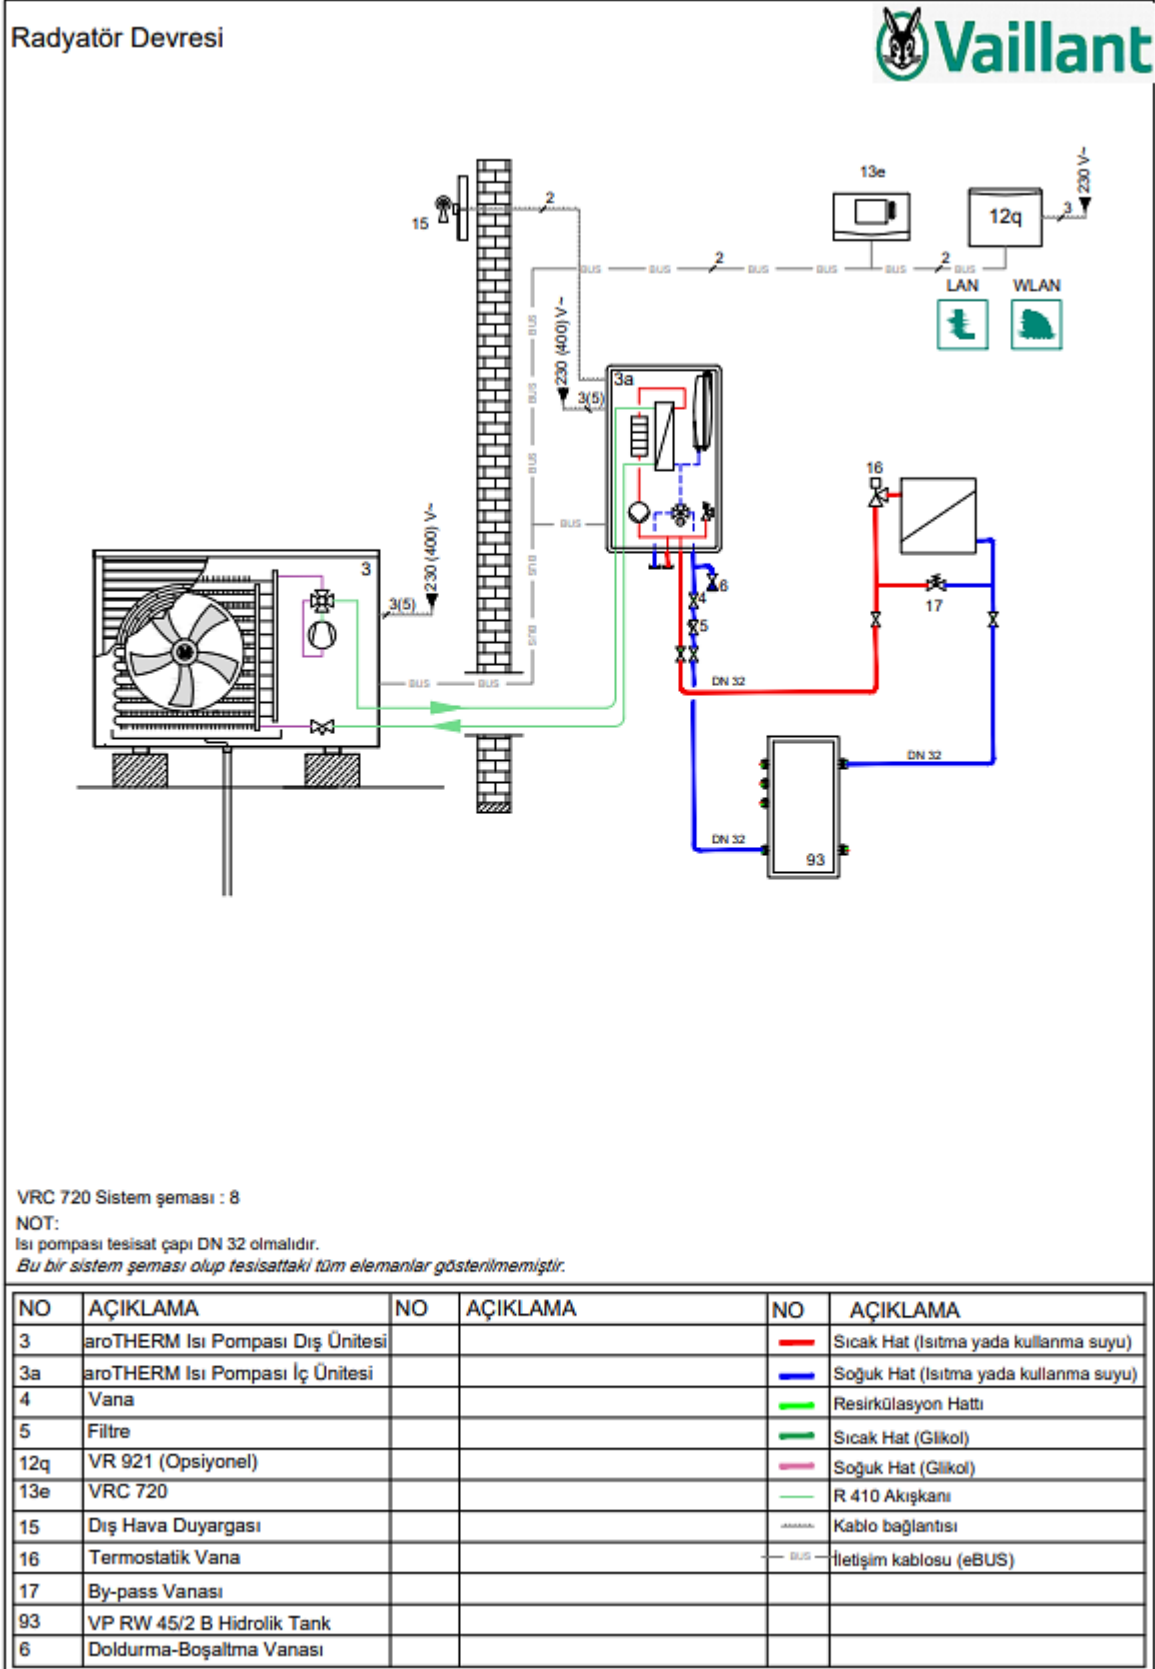 Radyatör Devresi
Vaillant
13e
12q
3
230 V~
15
2
BUS
BUS
2
BUS
BUS
BUS
2
BUS
LAN
WLAN
BUS
230 (400) V~
3(5)
3a
BUS
BUS
16
BUS
3
230 (400) V~
3(5)
BUS
6
4
17
5
BUS
BUS
BUS
DN 32
DN 32
DN 32
93
VRC 720 Sistem şeması : 8
NOT:
Isı pompası tesisat çapı DN 32 olmalıdır.
Bu bir sistem şeması olup tesisattaki tüm elemanlar gösterilmemiştir.
NO AÇIKLAMA NO AÇIKLAMA NO AÇIKLAMA
3 aroTHERM Isı Pompası Dış Ünitesi Sıcak Hat (Isıtma yada kullanma suyu)
3a aroTHERM Isı Pompası İç Ünitesi Soğuk Hat (Isıtma yada kullanma suyu)
4 Vana Resirkülasyon Hattı
5 Filtre Sıcak Hat (Glikol)
12q VR 921 (Opsiyonel) Soğuk Hat (Glikol)
13e VRC 720 R 410 Akışkanı
15 Dış Hava Duyargası Kablo bağlantısı
16 Termostatik Vana BUS İletişim kablosu (eBUS)
17 By-pass Vanası
93 VP RW 45/2 B Hidrolik Tank
6 Doldurma-Boşaltma Vanası